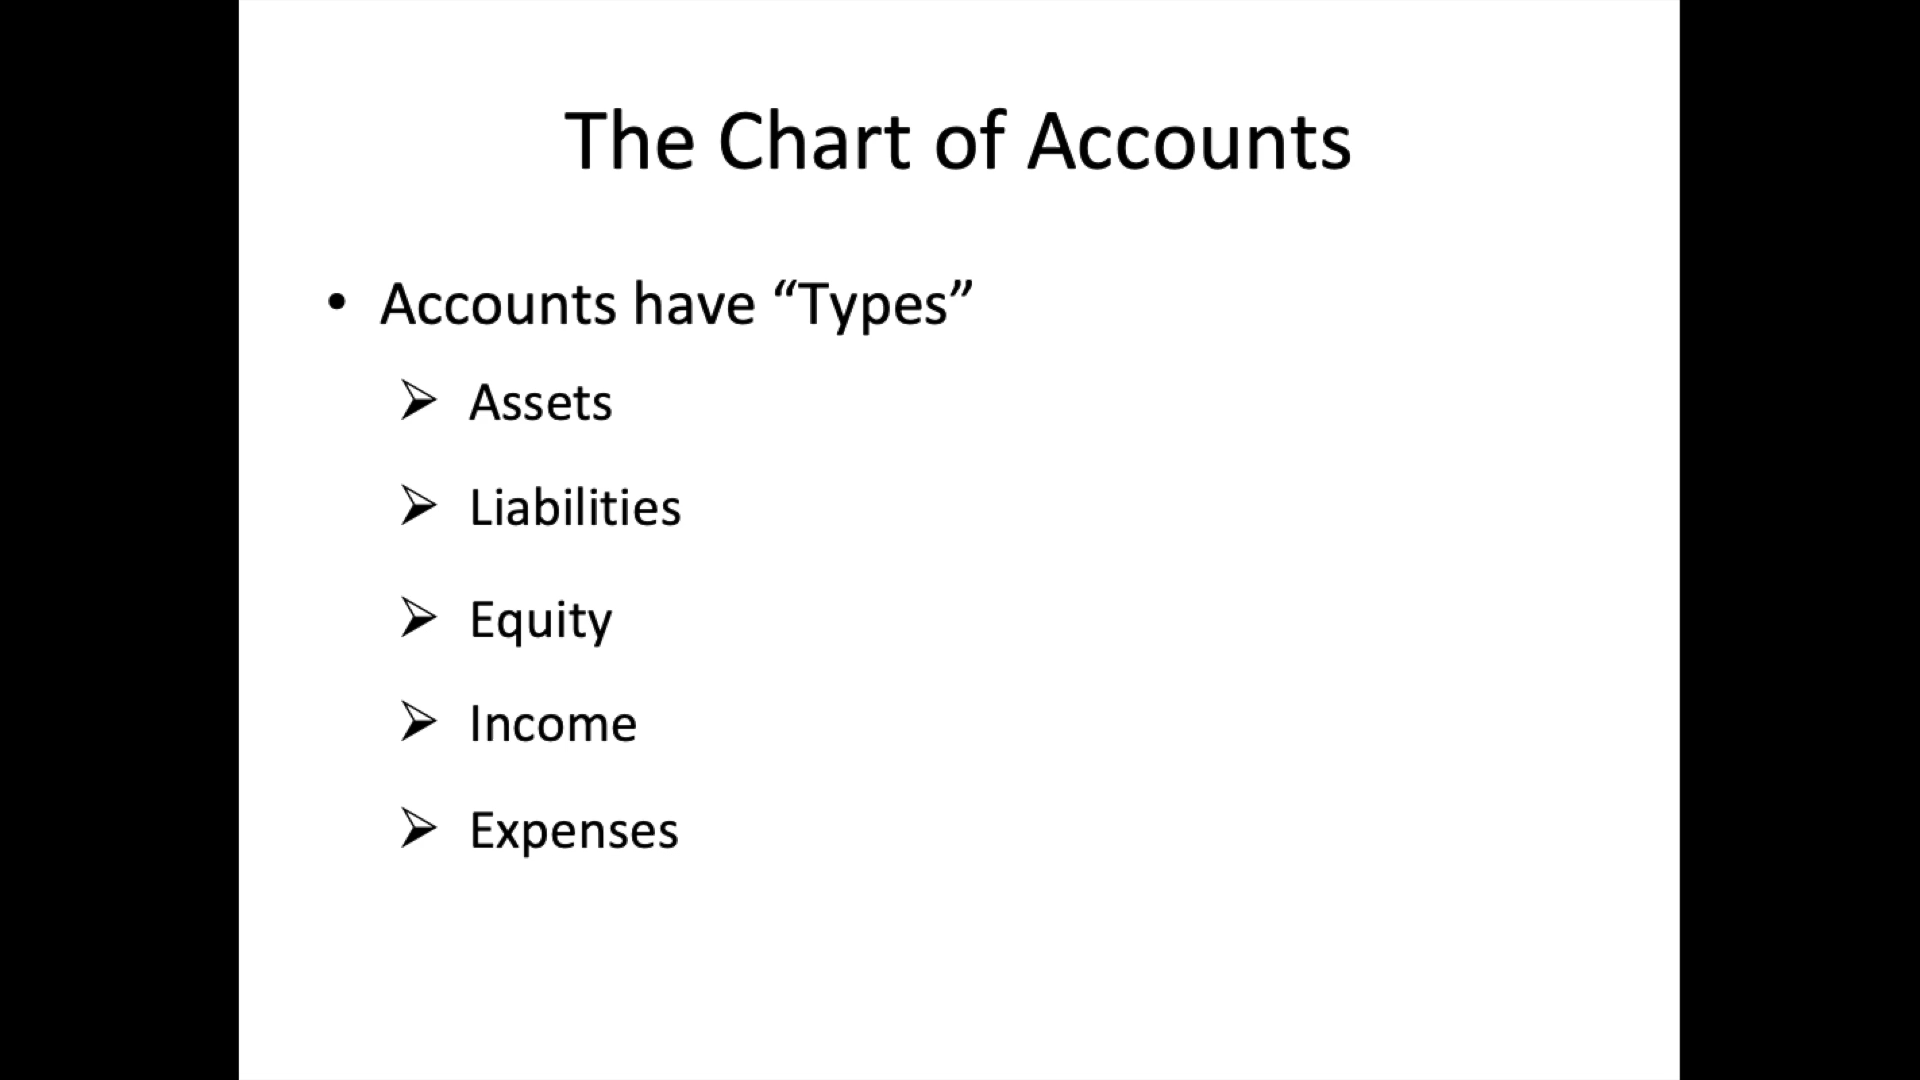 The Chart of Accounts
• Accounts have “Types”
➢ Assets
➢ Liabilities
➢ Equity
➢ Income
➢ Expenses